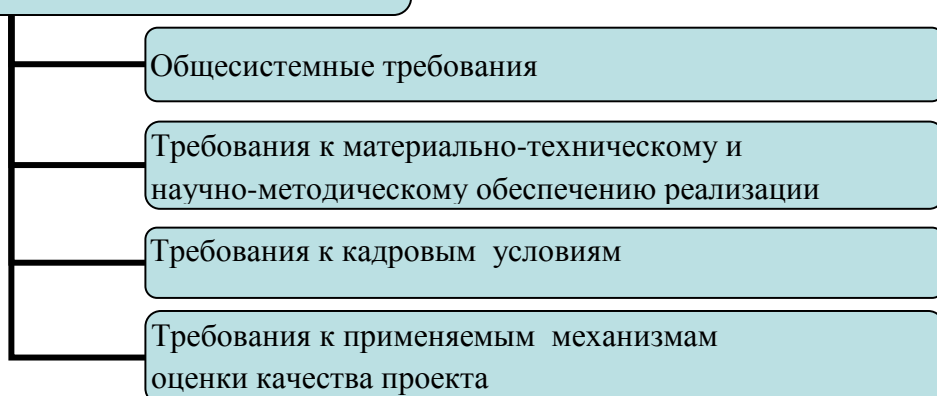 Общесистемные требования
Требования к материально-техническому и
научно-методическому обеспечению реализации
Требования к кадровым условиям
Требования к применяемым механизмам
оценки качества проекта